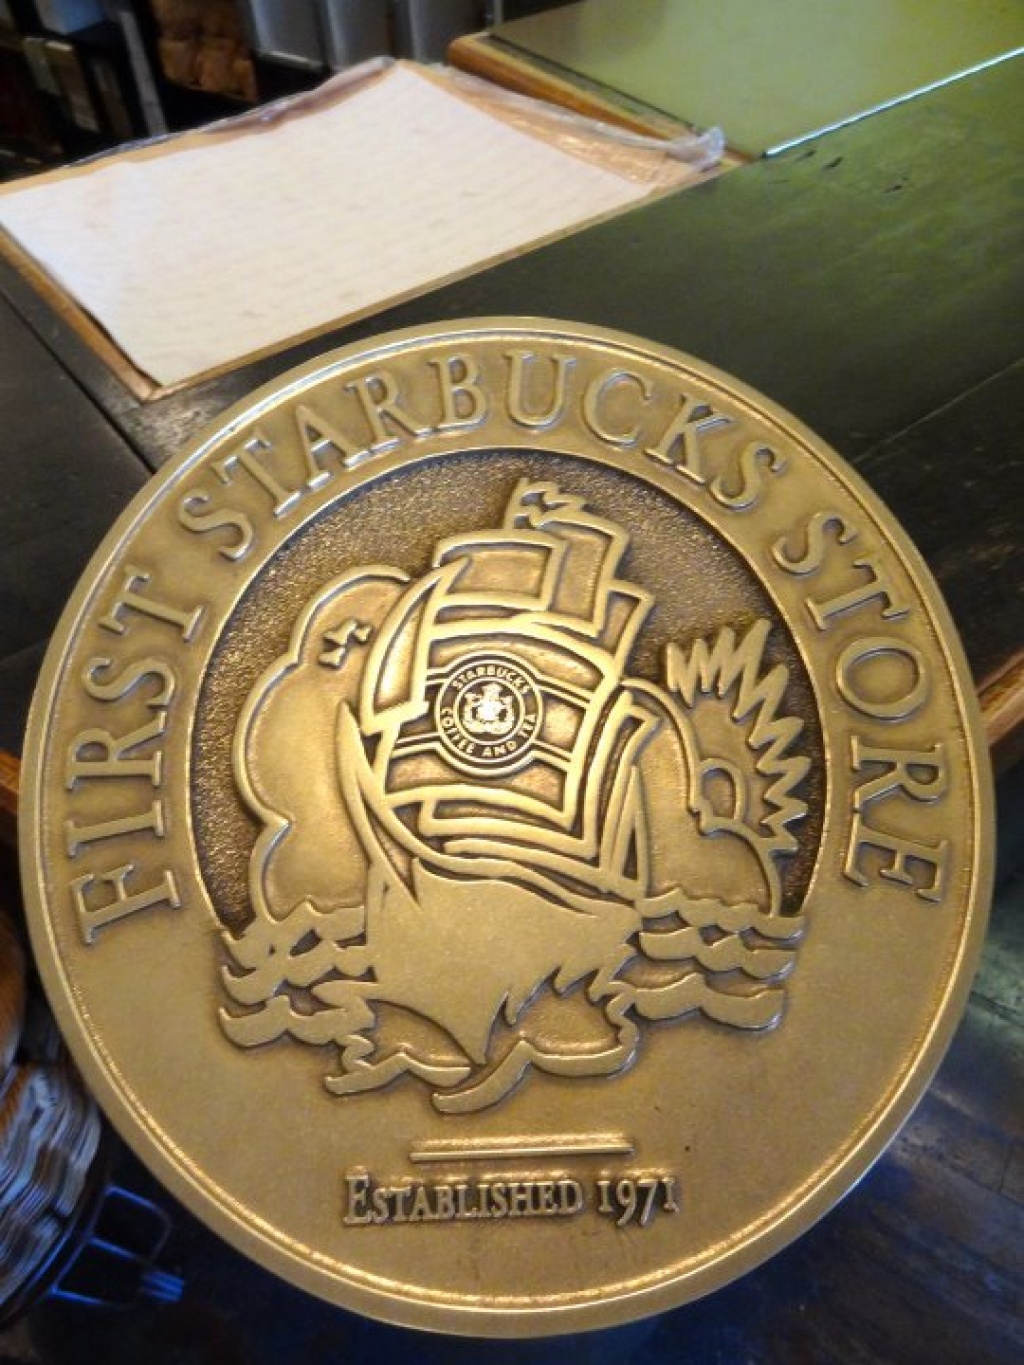 FIRST STARBUCKS STORE
STARBUCKS
COFFEE AND TEA
ESTABLISHED 1971